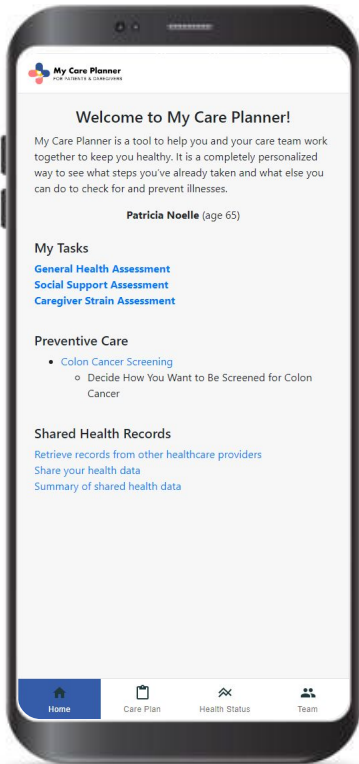 My Care Planner
FOR PATIENTS & CAREGIVERS
Welcome to My Care Planner!
My Care Planner is a tool to help you and your care team work
together to keep you healthy. It is a completely personalized
way to see what steps you've already taken and what else you
can do to check for and prevent illnesses.
Patricia Noelle (age 65)
My Tasks
General Health Assessment
Social Support Assessment
Caregiver Strain Assessment
Preventive Care
• Colon Cancer Screening
○ Decide How You Want to Be Screened for Colon
Cancer
Shared Health Records
Retrieve records from other healthcare providers
Share your health data
Summary of shared health data
Home Care Plan Health Status Team